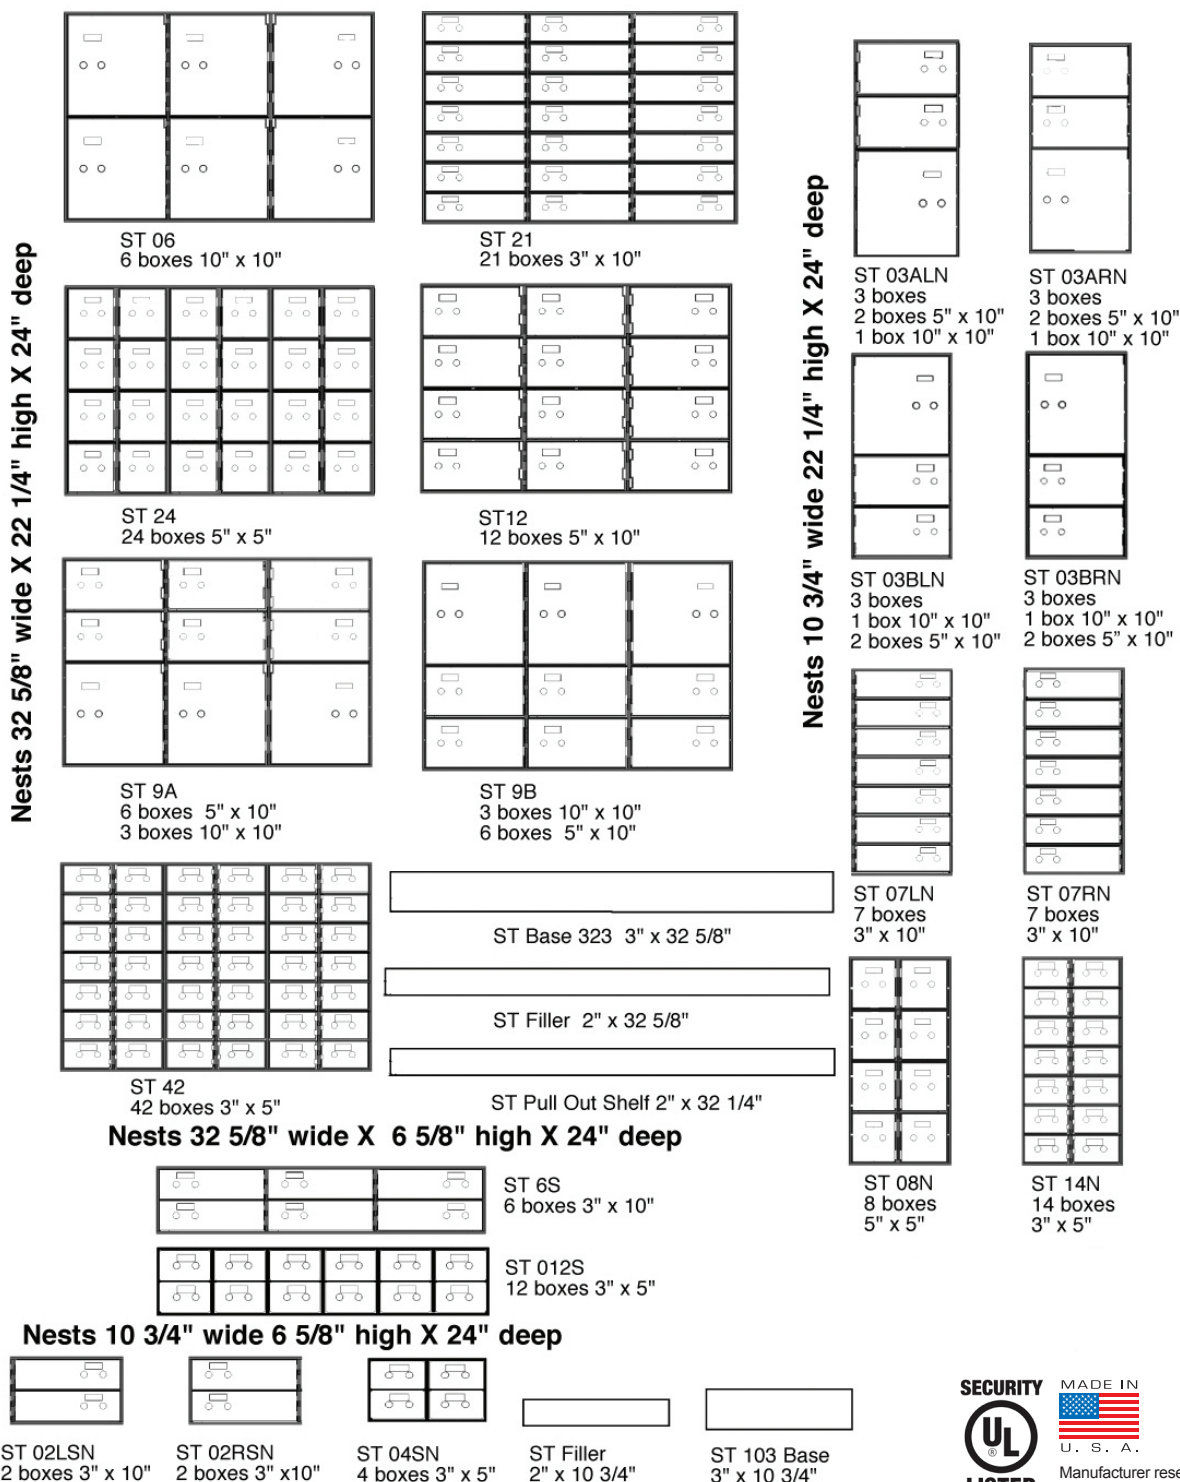 Nests 32 5/8" wide X 22 1/4" high X 24" deep
ST 06
6 boxes 10" x 10"
ST 21
21 boxes 3" x 10"
ST 24
24 boxes 5" x 5"
ST12
12 boxes 5" x 10"
ST 9A
6 boxes 5" x 10"
3 boxes 10" x 10"
ST 9B
3 boxes 10" x 10"
6 boxes 5" x 10"
ST 42
42 boxes 3" x 5"
ST Base 323 3" x 32 5/8"
ST Filler 2" x 32 5/8"
ST Pull Out Shelf 2" x 32 1/4"
Nests 10 3/4" wide 22 1/4" high X 24" deep
ST 03ALN
3 boxes
2 boxes 5" x 10"
1 box 10" x 10"
ST 03ARN
3 boxes
2 boxes 5" x 10"
1 box 10" x 10"
ST 03BLN
3 boxes
1 box 10" x 10"
2 boxes 5" x 10"
ST 03BRN
3 boxes
1 box 10" x 10"
2 boxes 5” x 10"
ST 07LN
7 boxes
3" x 10"
ST 07RN
7 boxes
3" x 10"
ST 08N
8 boxes
5" x 5"
ST 14N
14 boxes
3" x 5"
Nests 32 5/8" wide X 6 5/8" high X 24" deep
ST 6S
6 boxes 3" x 10"
ST 012S
12 boxes 3" x 5"
Nests 10 3/4" wide 6 5/8" high X 24" deep
ST 02LSN
2 boxes 3" x 10"
ST 02RSN
2 boxes 3" x10"
ST 04SN
4 boxes 3" x 5"
ST Filler
2" x 10 3/4"
ST 103 Base
3" x 10 3/4"
SECURITY
UL
®
LISTED
MADE IN
U. S. A.
Manufacturer rese